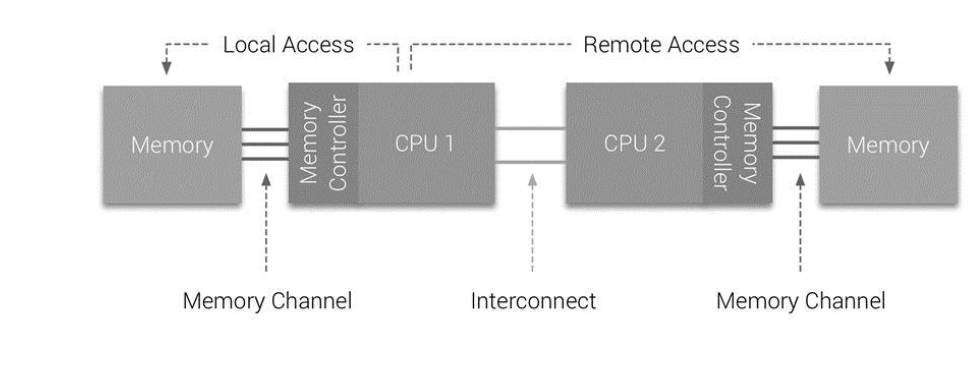 Local Access
Remote Access
Memory
Memory
Controller
CPU 1
CPU 2
Memory
Controller
Memory
Memory Channel
Interconnect
Memory Channel